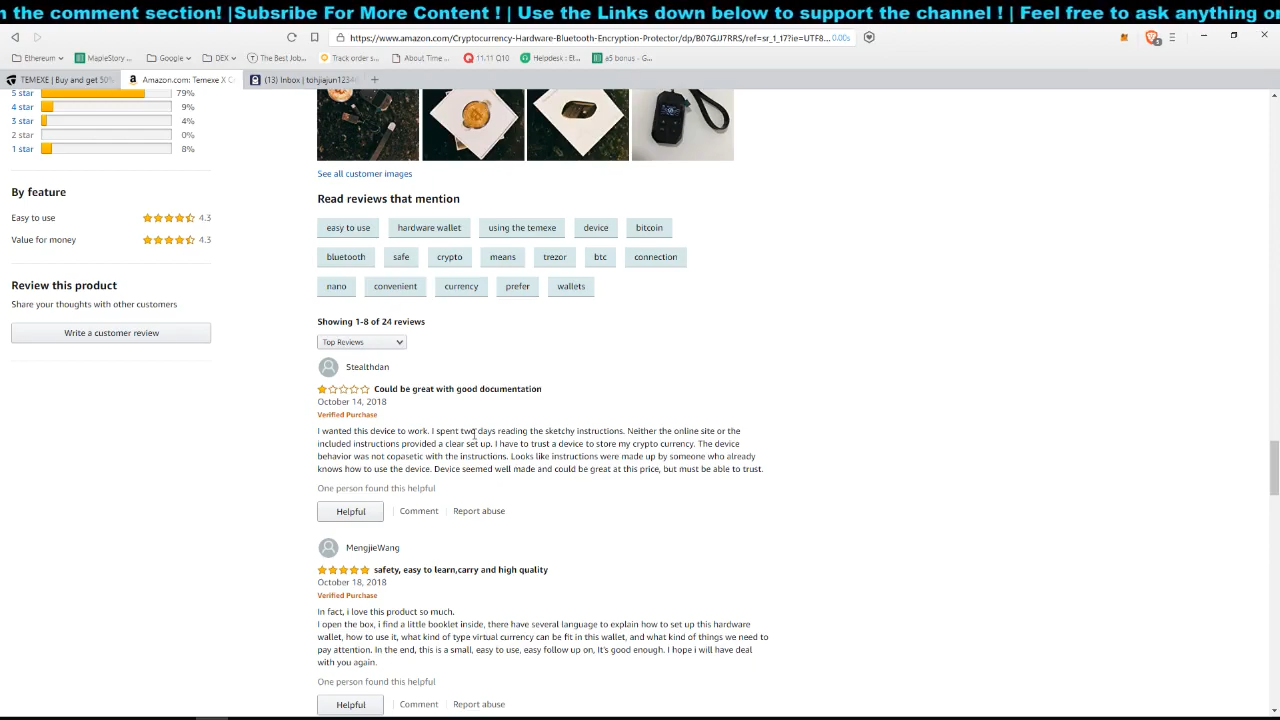 n the comment section! |Subsribe For More Content ! | Use the Links down below to support the channel ! | Feel free to ask anything on
https://www.amazon.com/Cryptocurrency-Hardware-Bluetooth-Encryption-Protector/dp/B07GJJ7RRS/ref=sr_1_17?ie=UTF8... 0.00s
Ethereum MapleStory ... Google DEX The Best Job... Track order s... About Time ... 11.11 Q10 Helpdesk : Et... a5 bonus - G...
TEMEXE | Buy and get 50% Amazon.com: Temexe X C (13) Inbox | tohjiajun12346
5 star 79%
4 star 9%
3 star 4%
2 star 0%
1 star 8%
By feature
Easy to use 4.3
Value for money 4.3
Review this product
Share your thoughts with other customers
Write a customer review
See all customer images
Read reviews that mention
easy to use hardware wallet using the temexe device bitcoin
bluetooth safe crypto means trezor btc connection
nano convenient currency prefer wallets
Showing 1-8 of 24 reviews
Top Reviews
Stealthdan
Could be great with good documentation
October 14, 2018
Verified Purchase
I wanted this device to work. I spent two days reading the sketchy instructions. Neither the online site or the
included instructions provided a clear set up. I have to trust a device to store my crypto currency. The device
behavior was not copasetic with the instructions. Looks like instructions were made up by someone who already
knows how to use the device. Device seemed well made and could be great at this price, but must be able to trust.
One person found this helpful
Helpful Comment Report abuse
MengjieWang
safety, easy to learn,carry and high quality
October 18, 2018
Verified Purchase
In fact, i love this product so much.
I open the box, i find a little booklet inside, there have several language to explain how to set up this hardware
wallet, how to use it, what kind of type virtual currency can be fit in this wallet, and what kind of things we need to
pay attention. In the end, this is a small, easy to use, easy follow up on, It's good enough. I hope i will have deal
with you again.
One person found this helpful
Helpful Comment Report abuse